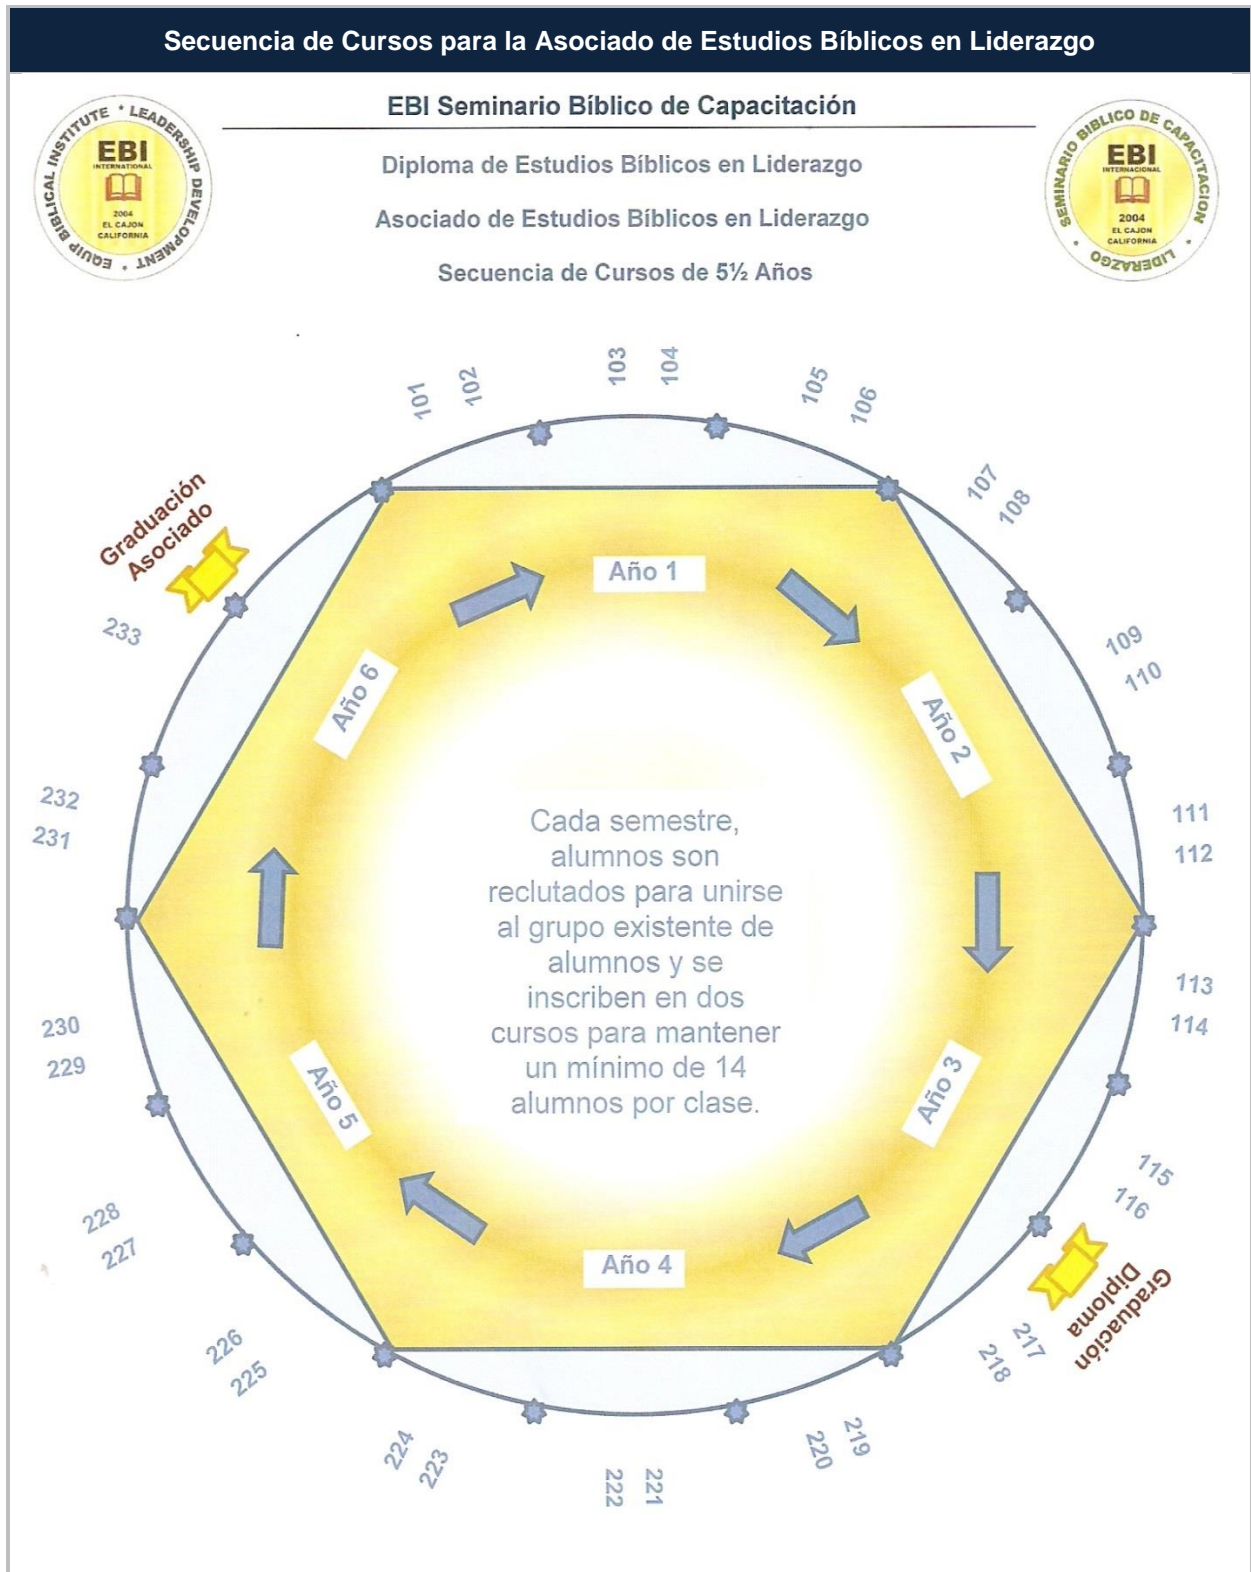 Secuencia de Cursos para la Asociado de Estudios Bíblicos en Liderazgo
EBI Seminario Bíblico de Capacitación
Diploma de Estudios Bíblicos en Liderazgo
Asociado de Estudios Bíblicos en Liderazgo
Secuencia de Cursos de 5½ Años
EQUIP BIBLICAL INSTITUTE * LEADERSHIP DEVELOPMENT *
EBI
INTERNATIONAL
2004
EL CAJON
CALIFORNIA
SEMINARIO BIBLICO DE CAPACITACION * LIDERAZGO *
EBI
INTERNACIONAL
2004
EL CAJON
CALIFORNIA
101
102
103
104
105
106
107
108
109
110
111
112
113
114
115
116
Graduación
Diploma
217
218
219
220
221
222
223
224
225
226
227
228
229
230
231
232
233
Graduación
Asociado
Año 1
Año 2
Año 3
Año 4
Año 5
Año 6
Cada semestre,
alumnos son
reclutados para unirse
al grupo existente de
alumnos y se
inscriben en dos
cursos para mantener
un mínimo de 14
alumnos por clase.